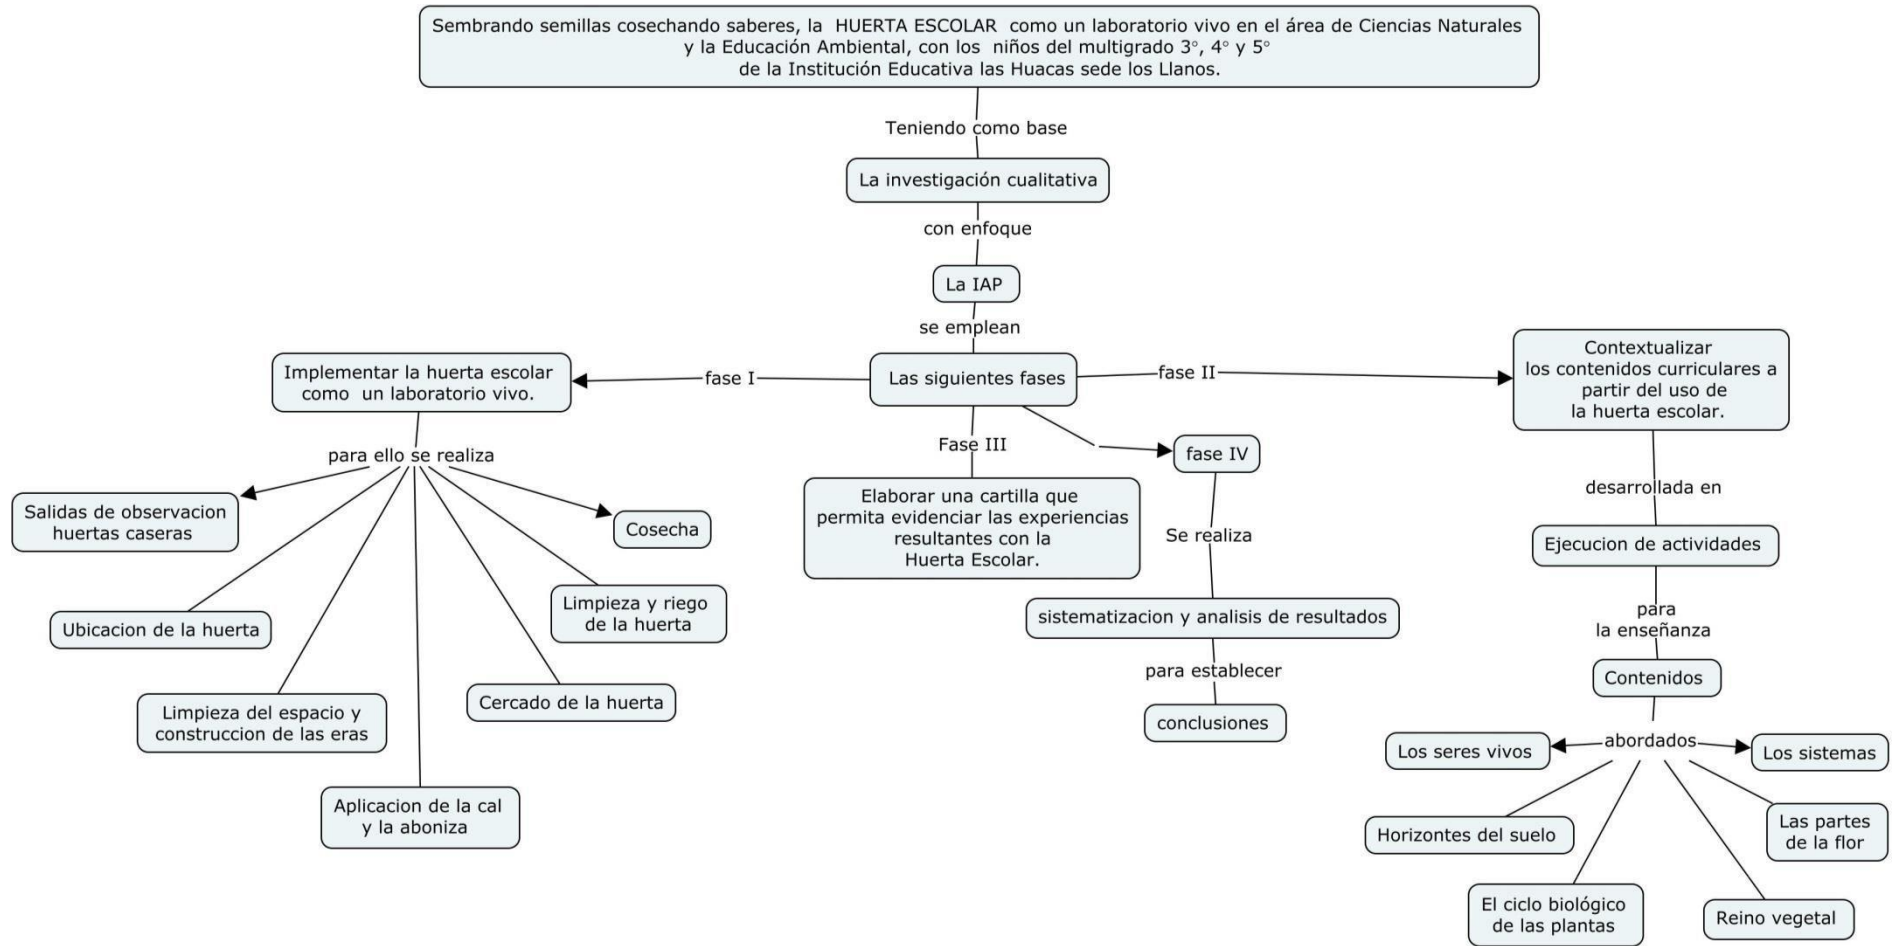 Sembrando semillas cosechando saberes, la HUERTA ESCOLAR como un laboratorio vivo en el área de Ciencias Naturales
y la Educación Ambiental, con los niños del multigrado 3°, 4° y 5°
de la Institución Educativa las Huacas sede los Llanos.
Teniendo como base
La investigación cualitativa
con enfoque
La IAP
se emplean
Las siguientes fases
fase I
Implementar la huerta escolar
como un laboratorio vivo.
para ello se realiza
Salidas de observacion
huertas caseras
Ubicacion de la huerta
Limpieza del espacio y
construccion de las eras
Aplicacion de la cal
y la aboniza
Cercado de la huerta
Limpieza y riego
de la huerta
Cosecha
fase II
Contextualizar
los contenidos curriculares a
partir del uso de
la huerta escolar.
desarrollada en
Ejecucion de actividades
para
la enseñanza
Contenidos
abordados
Los seres vivos
Horizontes del suelo
El ciclo biológico
de las plantas
Reino vegetal
Las partes
de la flor
Los sistemas
Fase III
Elaborar una cartilla que
permita evidenciar las experiencias
resultantes con la
Huerta Escolar.
fase IV
Se realiza
sistematizacion y analisis de resultados
para establecer
conclusiones